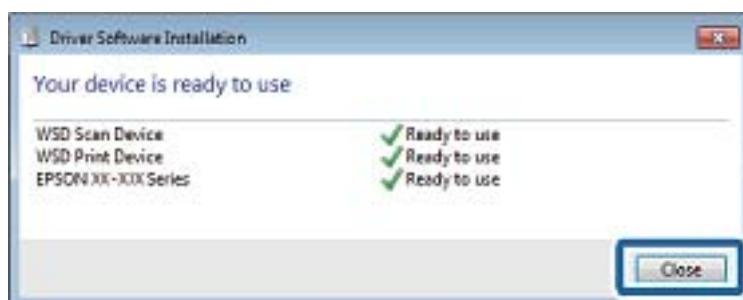 Driver Software Installation
Your device is ready to use
WSD Scan Device Ready to use
WSD Print Device Ready to use
EPSON XX-XXX Series Ready to use
Close